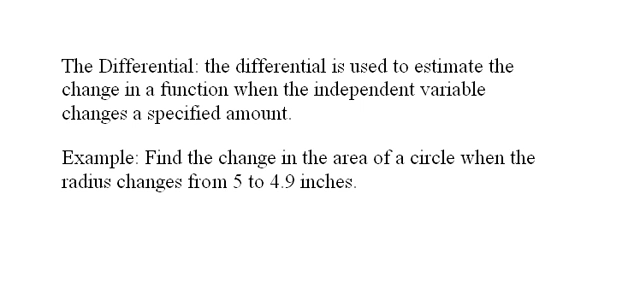 The Differential: the differential is used to estimate the
change in a function when the independent variable
changes a specified amount.
Example: Find the change in the area of a circle when the
radius changes from 5 to 4.9 inches.